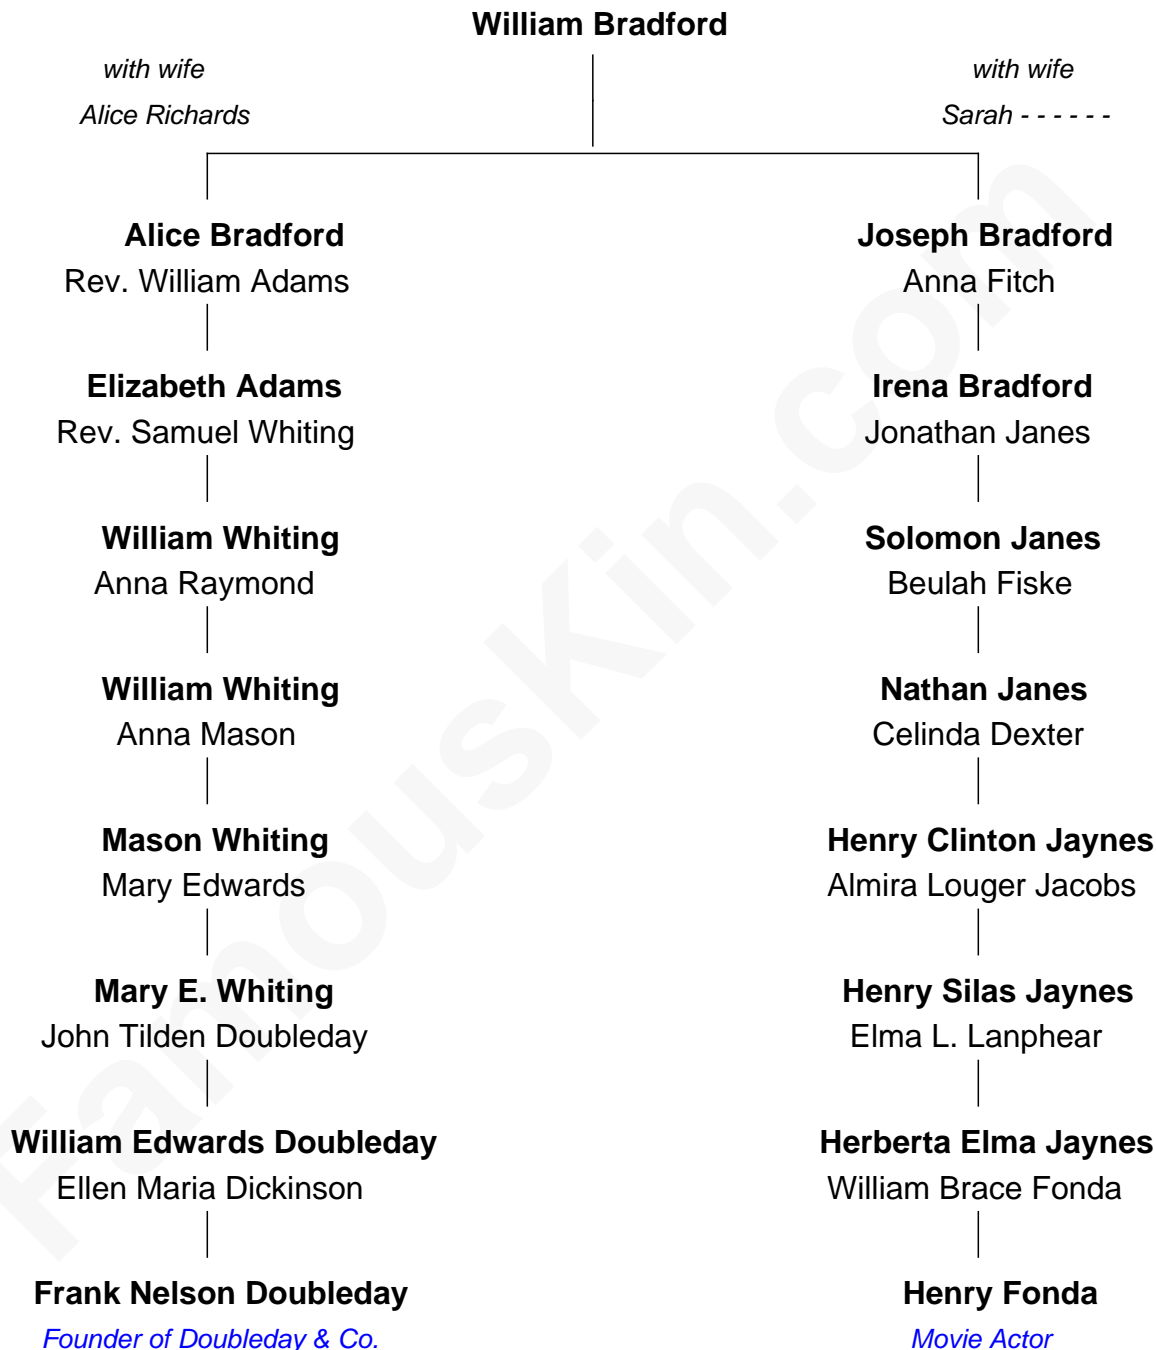 William Bradford
with wife
Alice Richards
with wife
Sarah - - - - - -
Alice Bradford
Rev. William Adams
Joseph Bradford
Anna Fitch
Elizabeth Adams
Rev. Samuel Whiting
Irena Bradford
Jonathan Janes
William Whiting
Anna Raymond
Solomon Janes
Beulah Fiske
William Whiting
Anna Mason
Nathan Janes
Celinda Dexter
Mason Whiting
Mary Edwards
Henry Clinton Jaynes
Almira Louger Jacobs
Mary E. Whiting
John Tilden Doubleday
Henry Silas Jaynes
Elma L. Lanphear
William Edwards Doubleday
Ellen Maria Dickinson
Herberta Elma Jaynes
William Brace Fonda
Frank Nelson Doubleday
Founder of Doubleday & Co.
Henry Fonda
Movie Actor
FamousKin.com